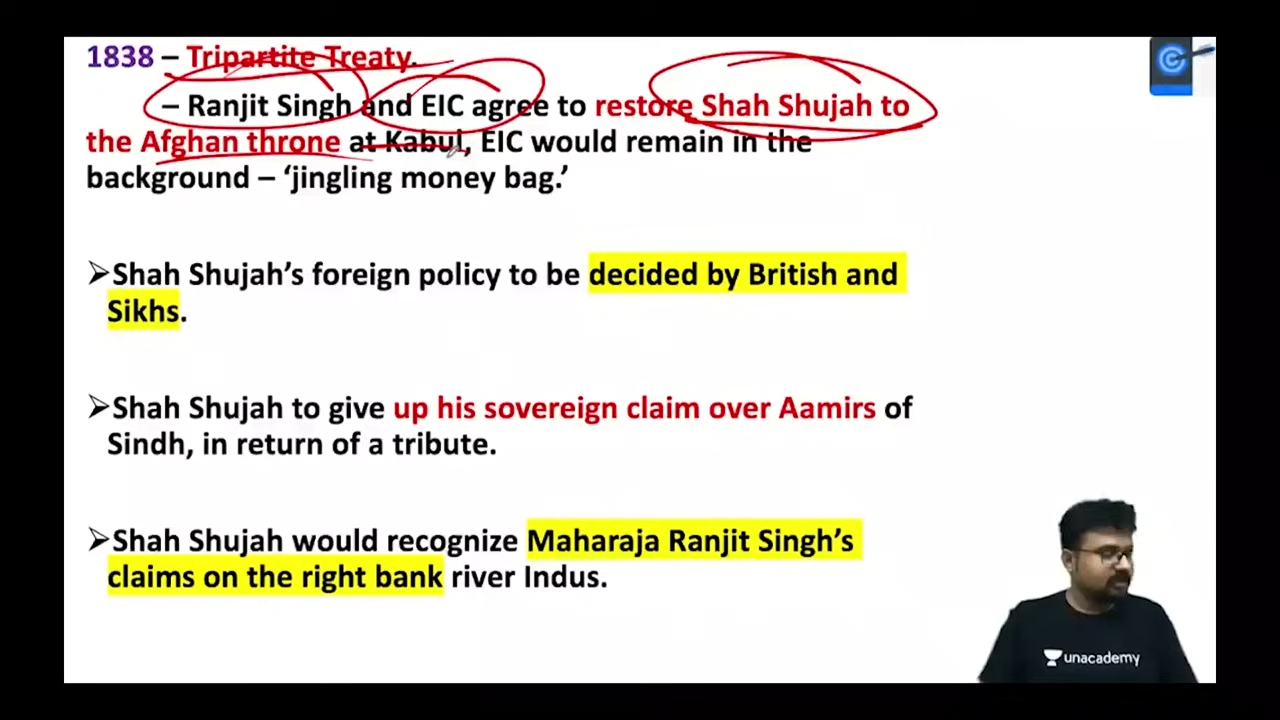 1838 – Tripartite Treaty.
– Ranjit Singh and EIC agree to restore Shah Shujah to
the Afghan throne at Kabul, EIC would remain in the
background – ‘jingling money bag.’
➢Shah Shujah’s foreign policy to be decided by British and
Sikhs.
➢Shah Shujah to give up his sovereign claim over Aamirs of
Sindh, in return of a tribute.
➢Shah Shujah would recognize Maharaja Ranjit Singh’s
claims on the right bank river Indus.
unacademy